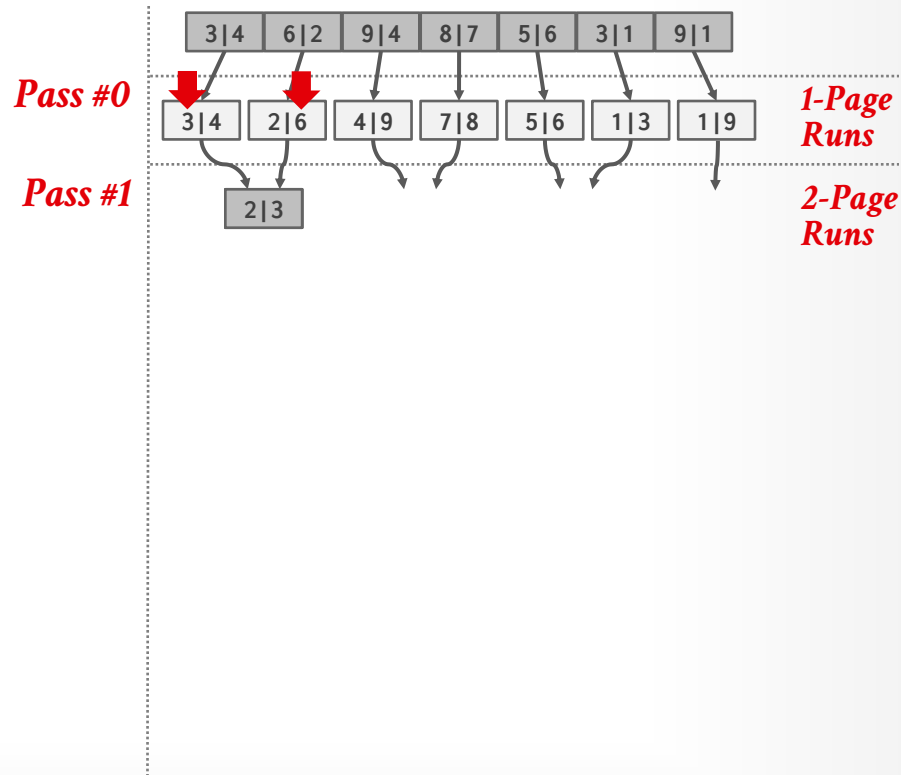 3|4 6|2 9|4 8|7 5|6 3|1 9|1
Pass #0
3|4 2|6 4|9 7|8 5|6 1|3 1|9
1-Page
Runs
Pass #1
2|3
2-Page
Runs